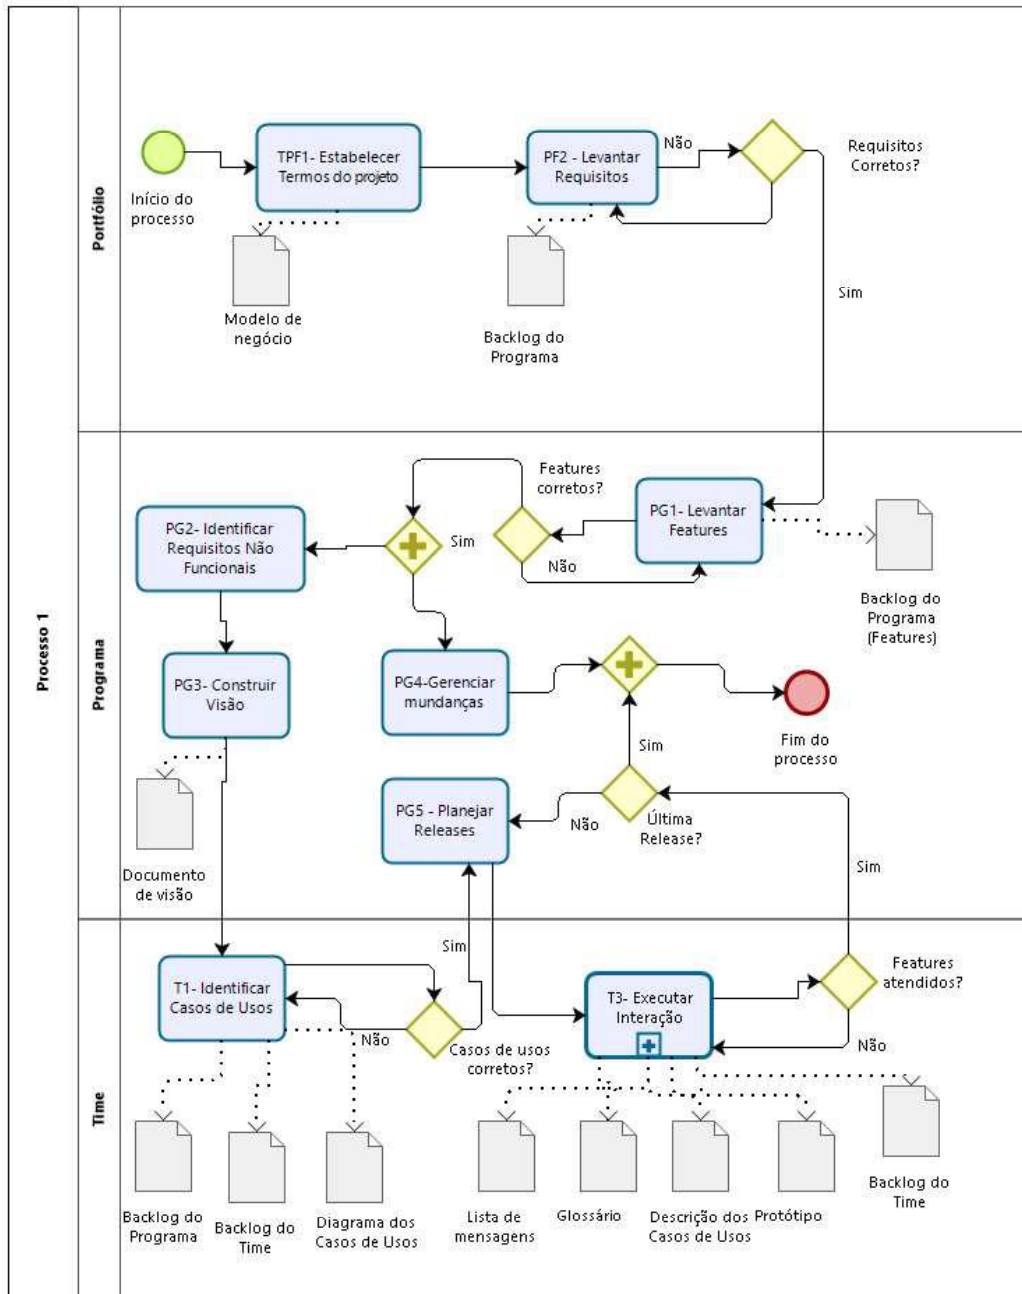 Processo 1
Portfólio
Início do
processo
TPF1- Estabelecer
Termos do projeto
Modelo de
negócio
PF2 - Levantar
Requisitos
Backlog do
Programa
Não
Requisitos
Corretos?
Sim
Programa
PG1- Levantar
Features
Backlog do
Programa
(Features)
Features
corretos?
Não
Sim
PG2- Identificar
Requisitos Não
Funcionais
PG3- Construir
Visão
Documento
de visão
PG4-Gerenciar
mundanças
Fim do
processo
Sim
PG5 - Planejar
Releases
Não
Última
Release?
Sim
Time
T1- Identificar
Casos de Usos
Sim
Não
Casos de usos
corretos?
T3- Executar
Interação
Features
atendidos?
Não
Backlog do
Programa
Backlog do
Time
Diagrama dos
Casos de Usos
Lista de
mensagens
Glossário
Descrição dos
Casos de Usos
Protótipo
Backlog do
Time